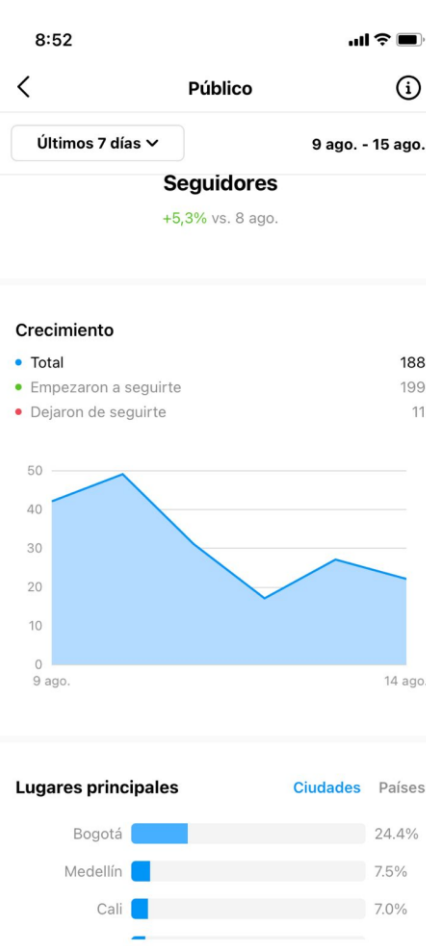 8:52
Público
Últimos 7 días
9 ago. - 15 ago.
Seguidores
+5,3% vs. 8 ago.
Crecimiento
Total 188
Empezaron a seguirte 199
Dejaron de seguirte 11
50
40
30
20
10
0
9 ago. 14 ago.
Lugares principales Ciudades Países
Bogotá 24.4%
Medellín 7.5%
Cali 7.0%